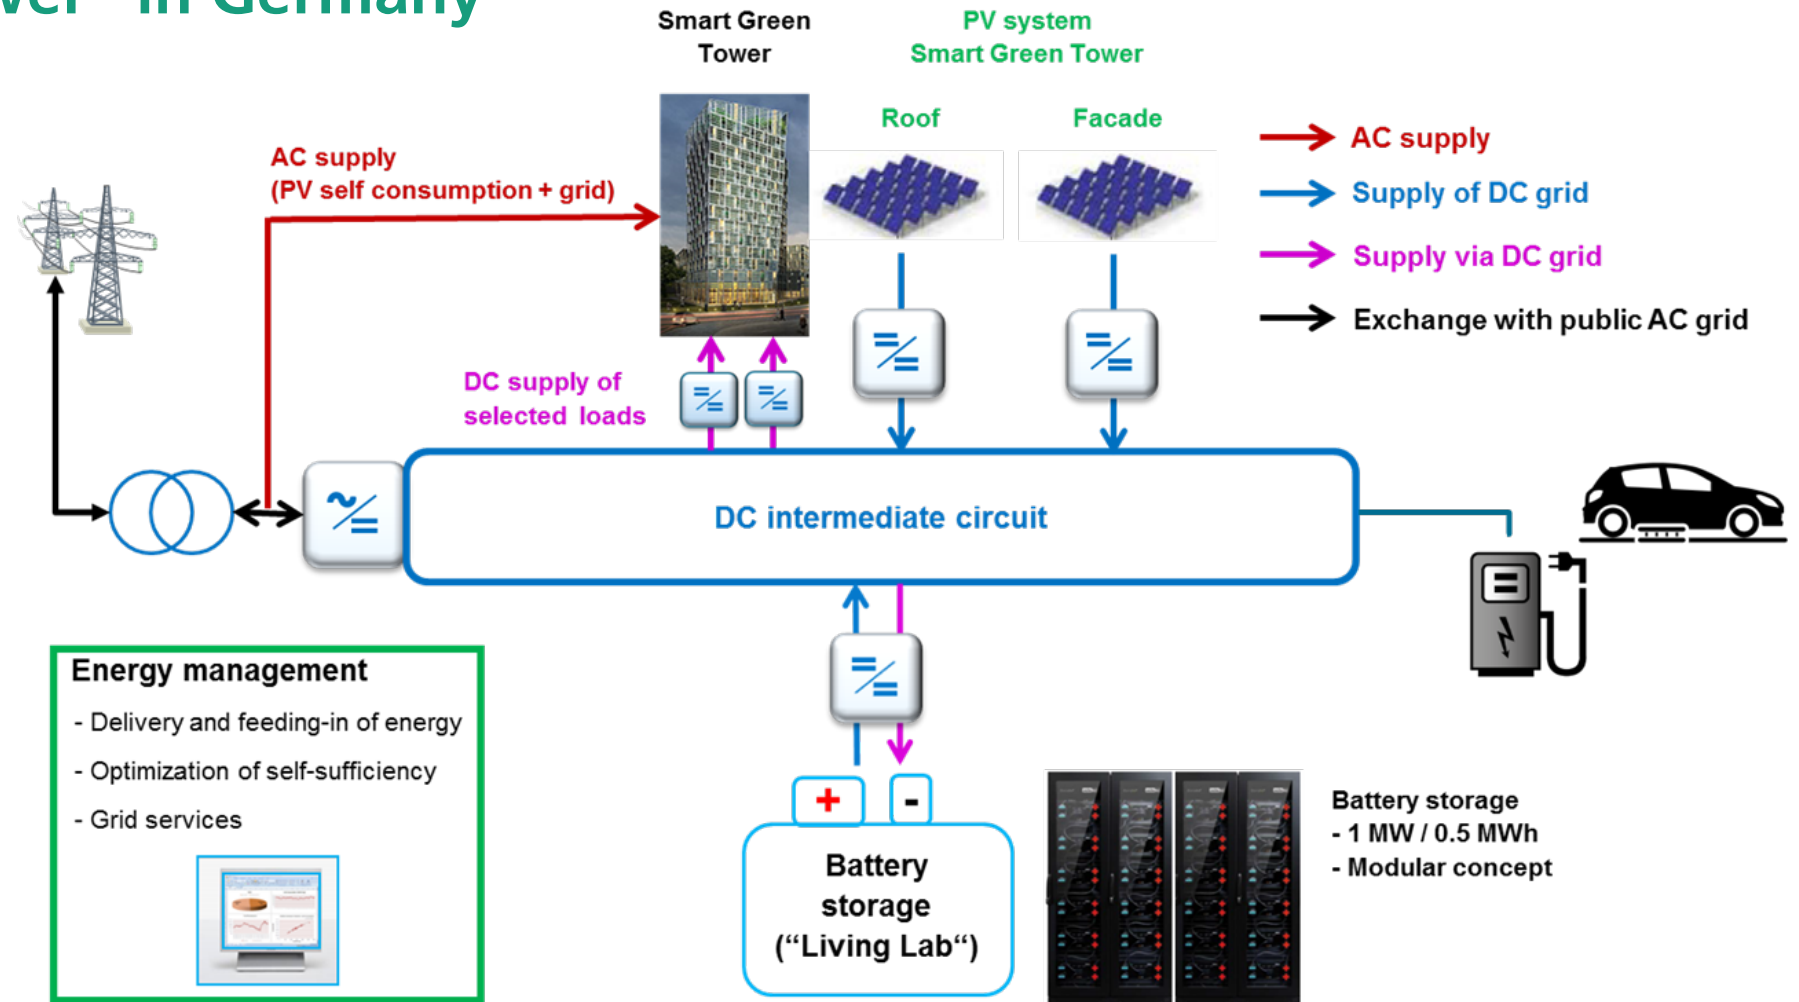 in Germany
Smart Green
Tower
PV system
Smart Green Tower
Roof
Facade
AC supply
(PV self consumption + grid)
AC supply
Supply of DC grid
Supply via DC grid
Exchange with public AC grid
DC supply of
selected loads
DC intermediate circuit
Energy management
- Delivery and feeding-in of energy
- Optimization of self-sufficiency
- Grid services
+
-
Battery
storage
(“Living Lab“)
Battery storage
- 1 MW / 0.5 MWh
- Modular concept